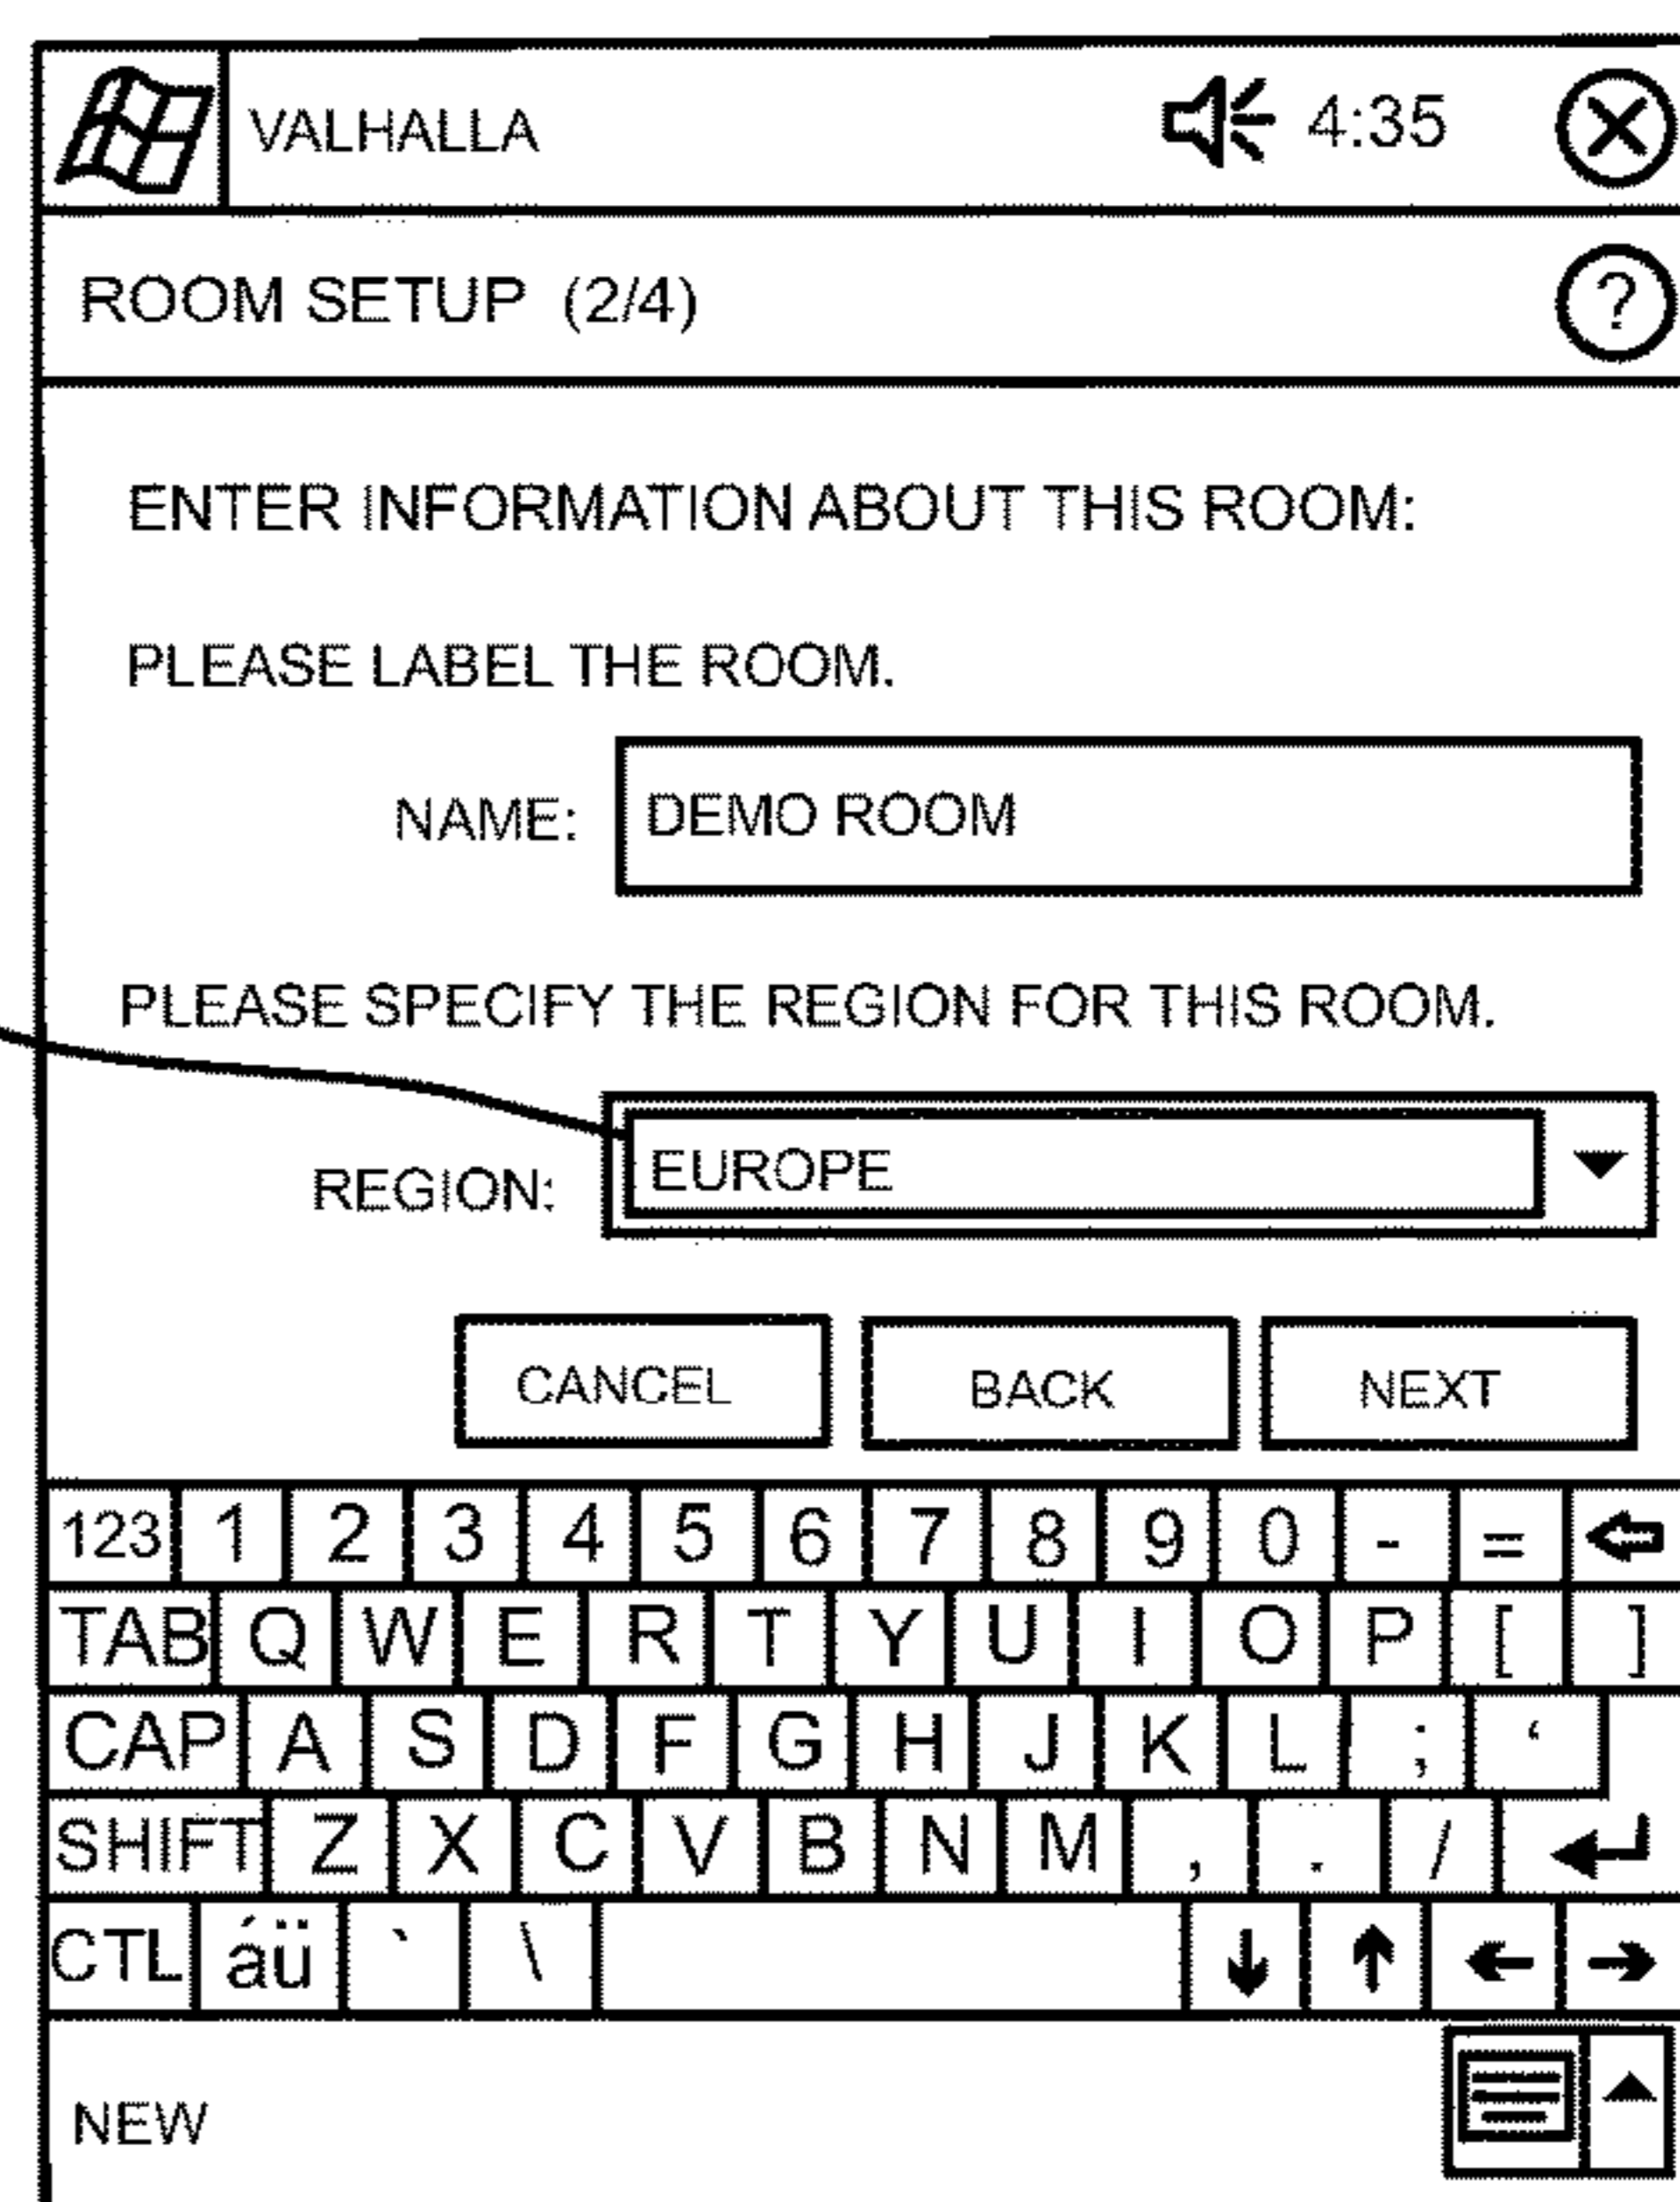 VALHALLA 4:35
ROOM SETUP (2/4) ?
ENTER INFORMATION ABOUT THIS ROOM:
PLEASE LABEL THE ROOM.
NAME: DEMO ROOM
PLEASE SPECIFY THE REGION FOR THIS ROOM.
REGION: EUROPE
CANCEL BACK NEXT
123 1 2 3 4 5 6 7 8 9 0 - =
TAB Q W E R T Y U I O P [ ]
CAP A S D F G H J K L ; ‘
SHIFT Z X C V B N M , . /
CTL áü ` \
NEW